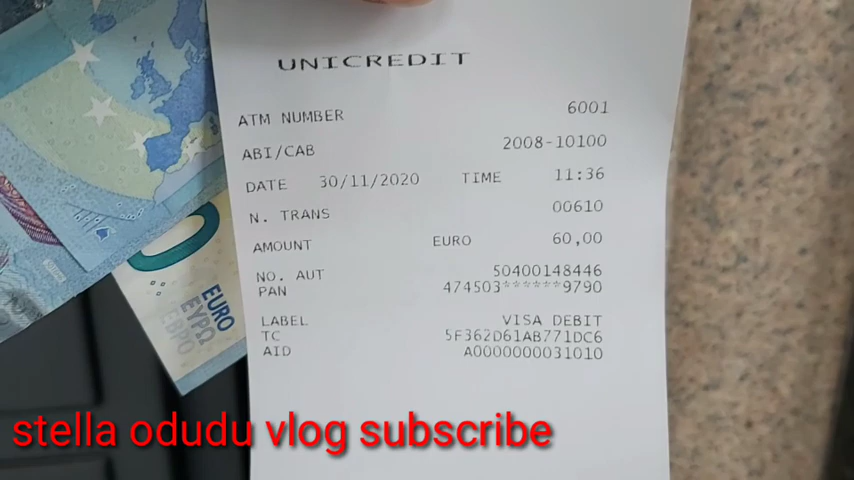 UNICREDIT
ATM NUMBER 6001
ABI/CAB 2008-10100
DATE 30/11/2020 TIME 11:36
N. TRANS 00610
AMOUNT EURO 60,00
NO. AUT 50400148446
PAN 474503******9790
LABEL VISA DEBIT
TC 5F362D61AB771DC6
AID A0000000031010
0
EURO
ΕΥΡΩ
ЕВРО
stella odudu vlog subscribe